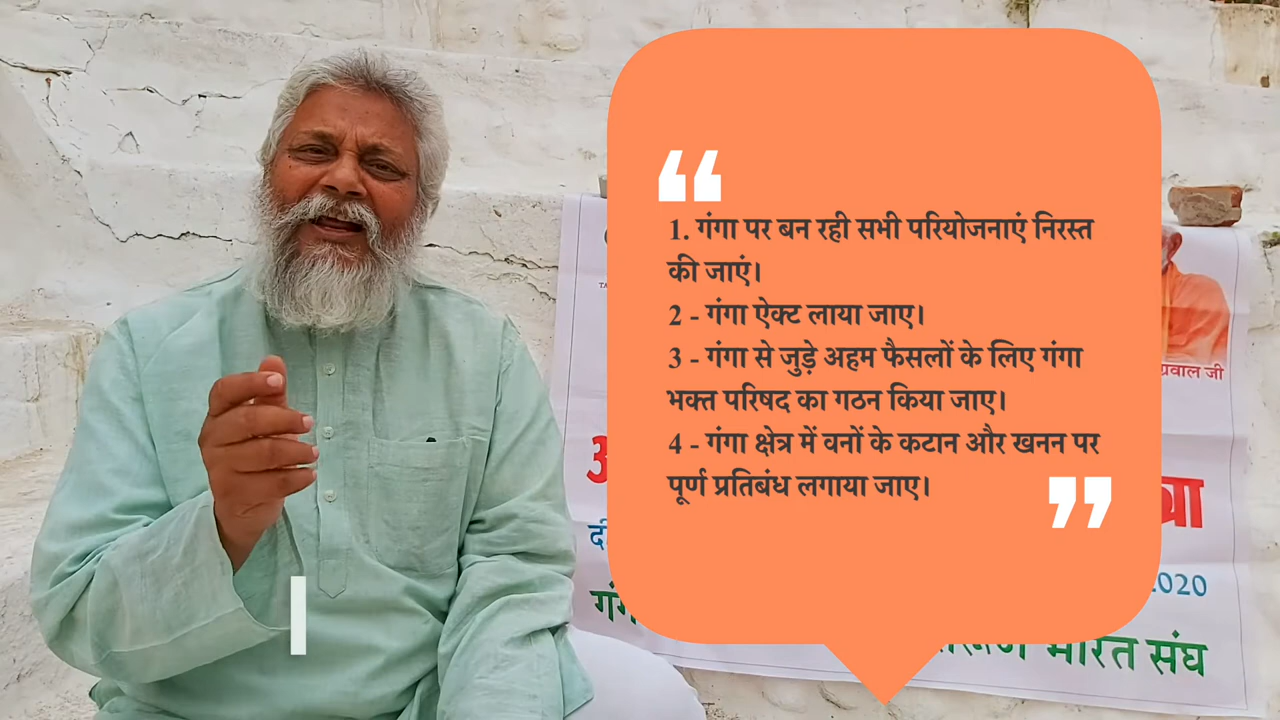 1. गंगा पर बन रही सभी परियोजनाएं निरस्त
की जाएं।
2 - गंगा ऐक्ट लाया जाए।
3 - गंगा से जुड़े अहम फैसलों के लिए गंगा
भक्त परिषद का गठन किया जाए।
4 - गंगा क्षेत्र में वनों के कटान और खनन पर
पूर्ण प्रतिबंध लगाया जाए।
जी
2020
भारत संघ